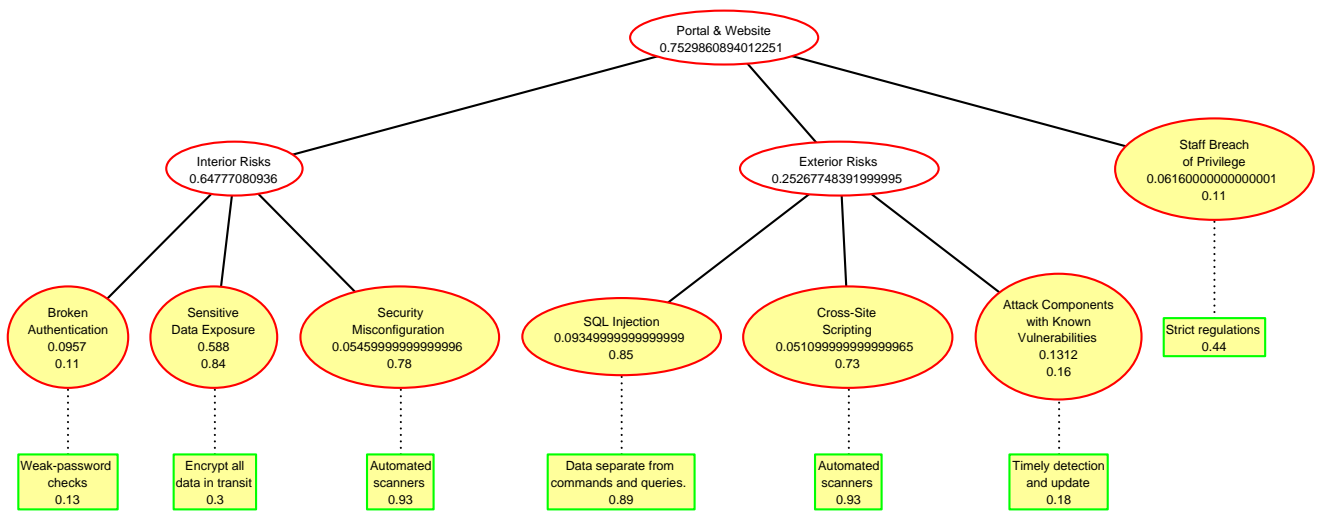 Portal & Website
0.7529860894012251
Interior Risks
0.64777080936
Exterior Risks
0.25267748391999995
Staff Breach
of Privilege
0.06160000000000001
0.11
Broken
Authentication
0.0957
0.11
Sensitive
Data Exposure
0.588
0.84
Security
Misconfiguration
0.05459999999999996
0.78
SQL Injection
0.09349999999999999
0.85
Cross-Site
Scripting
0.051099999999999965
0.73
Attack Components
with Known
Vulnerabilities
0.1312
0.16
Strict regulations
0.44
Weak-password
checks
0.13
Encrypt all
data in transit
0.3
Automated
scanners
0.93
Data separate from
commands and queries.
0.89
Automated
scanners
0.93
Timely detection
and update
0.18